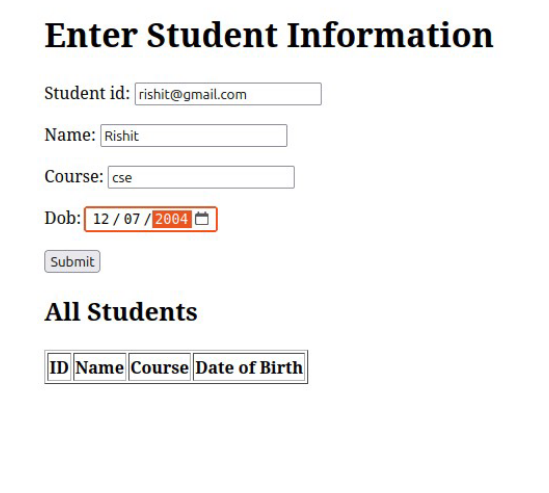 Enter Student Information
Student id: rishit@gmail.com
Name: Rishit
Course: cse
Dob: 12/07/2004
Submit
All Students
ID Name Course Date of Birth